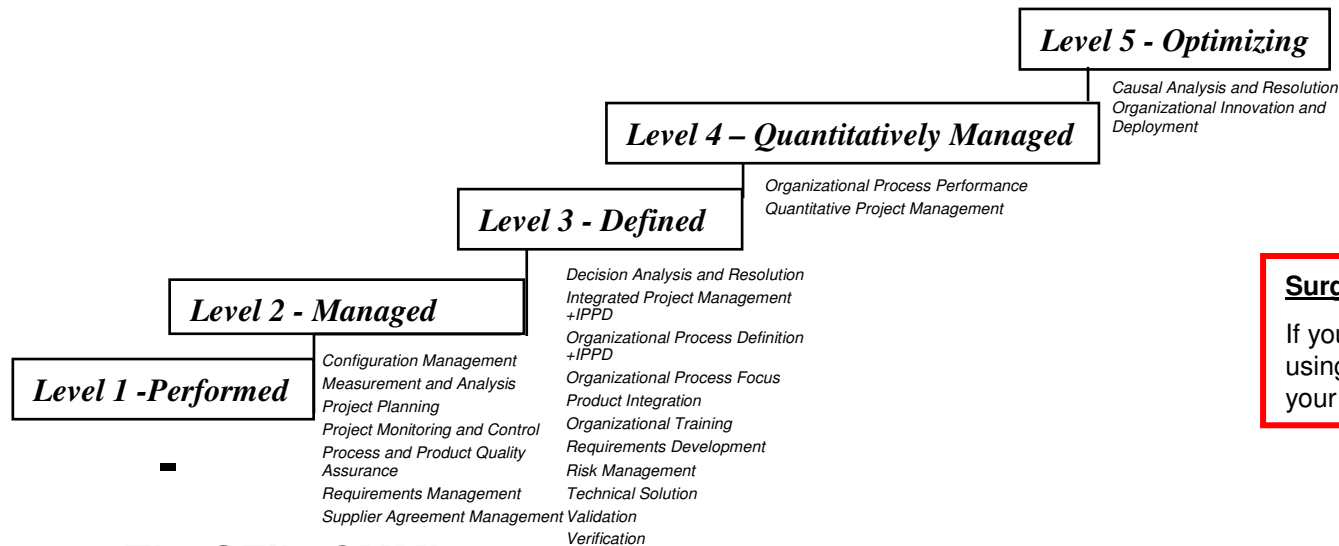 Level 5 - Optimizing
Causal Analysis and Resolution
Organizational Innovation and
Deployment
Level 4 – Quantitatively Managed
Organizational Process Performance
Quantitative Project Management
Level 3 - Defined
Decision Analysis and Resolution
Integrated Project Management
+IPPD
Organizational Process Definition
+IPPD
Organizational Process Focus
Product Integration
Organizational Training
Requirements Development
Risk Management
Technical Solution
Validation
Verification
Level 2 - Managed
Configuration Management
Measurement and Analysis
Project Planning
Project Monitoring and Control
Process and Product Quality
Assurance
Requirements Management
Supplier Agreement Management
Level 1 -Performed
-
If
using
your